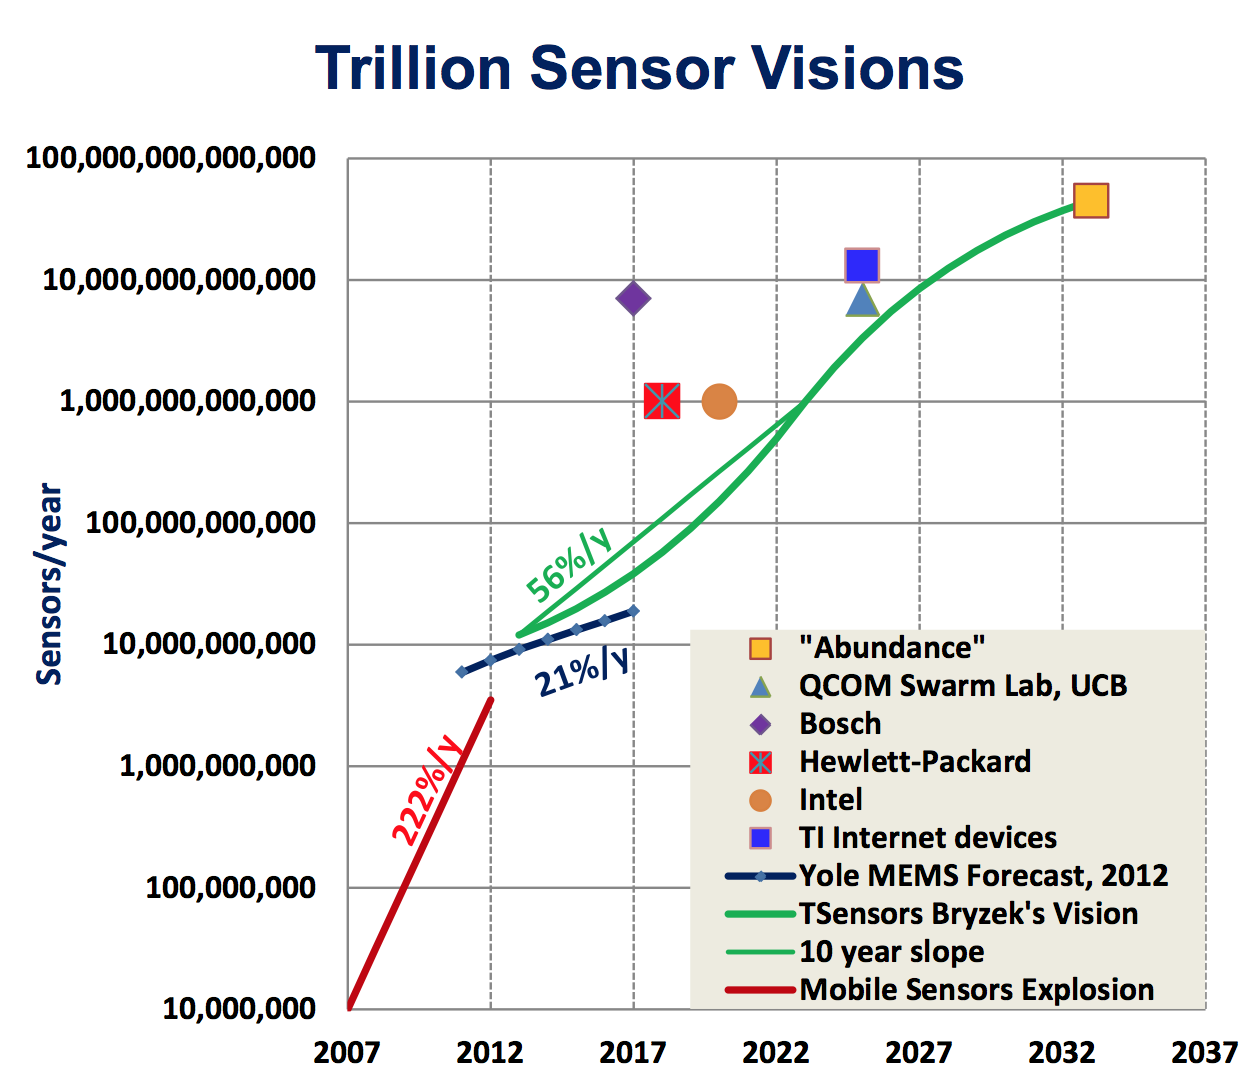 Trillion Sensor Visions
100,000,000,000,000
10,000,000,000,000
1,000,000,000,000
100,000,000,000
10,000,000,000
1,000,000,000
100,000,000
10,000,000
Sensors/year
56%/y
21%/y
222%/y
"Abundance"
QCOM Swarm Lab, UCB
Bosch
Hewlett-Packard
Intel
TI Internet devices
Yole MEMS Forecast, 2012
TSensors Bryzek's Vision
10 year slope
Mobile Sensors Explosion
2007 2012 2017 2022 2027 2032 2037